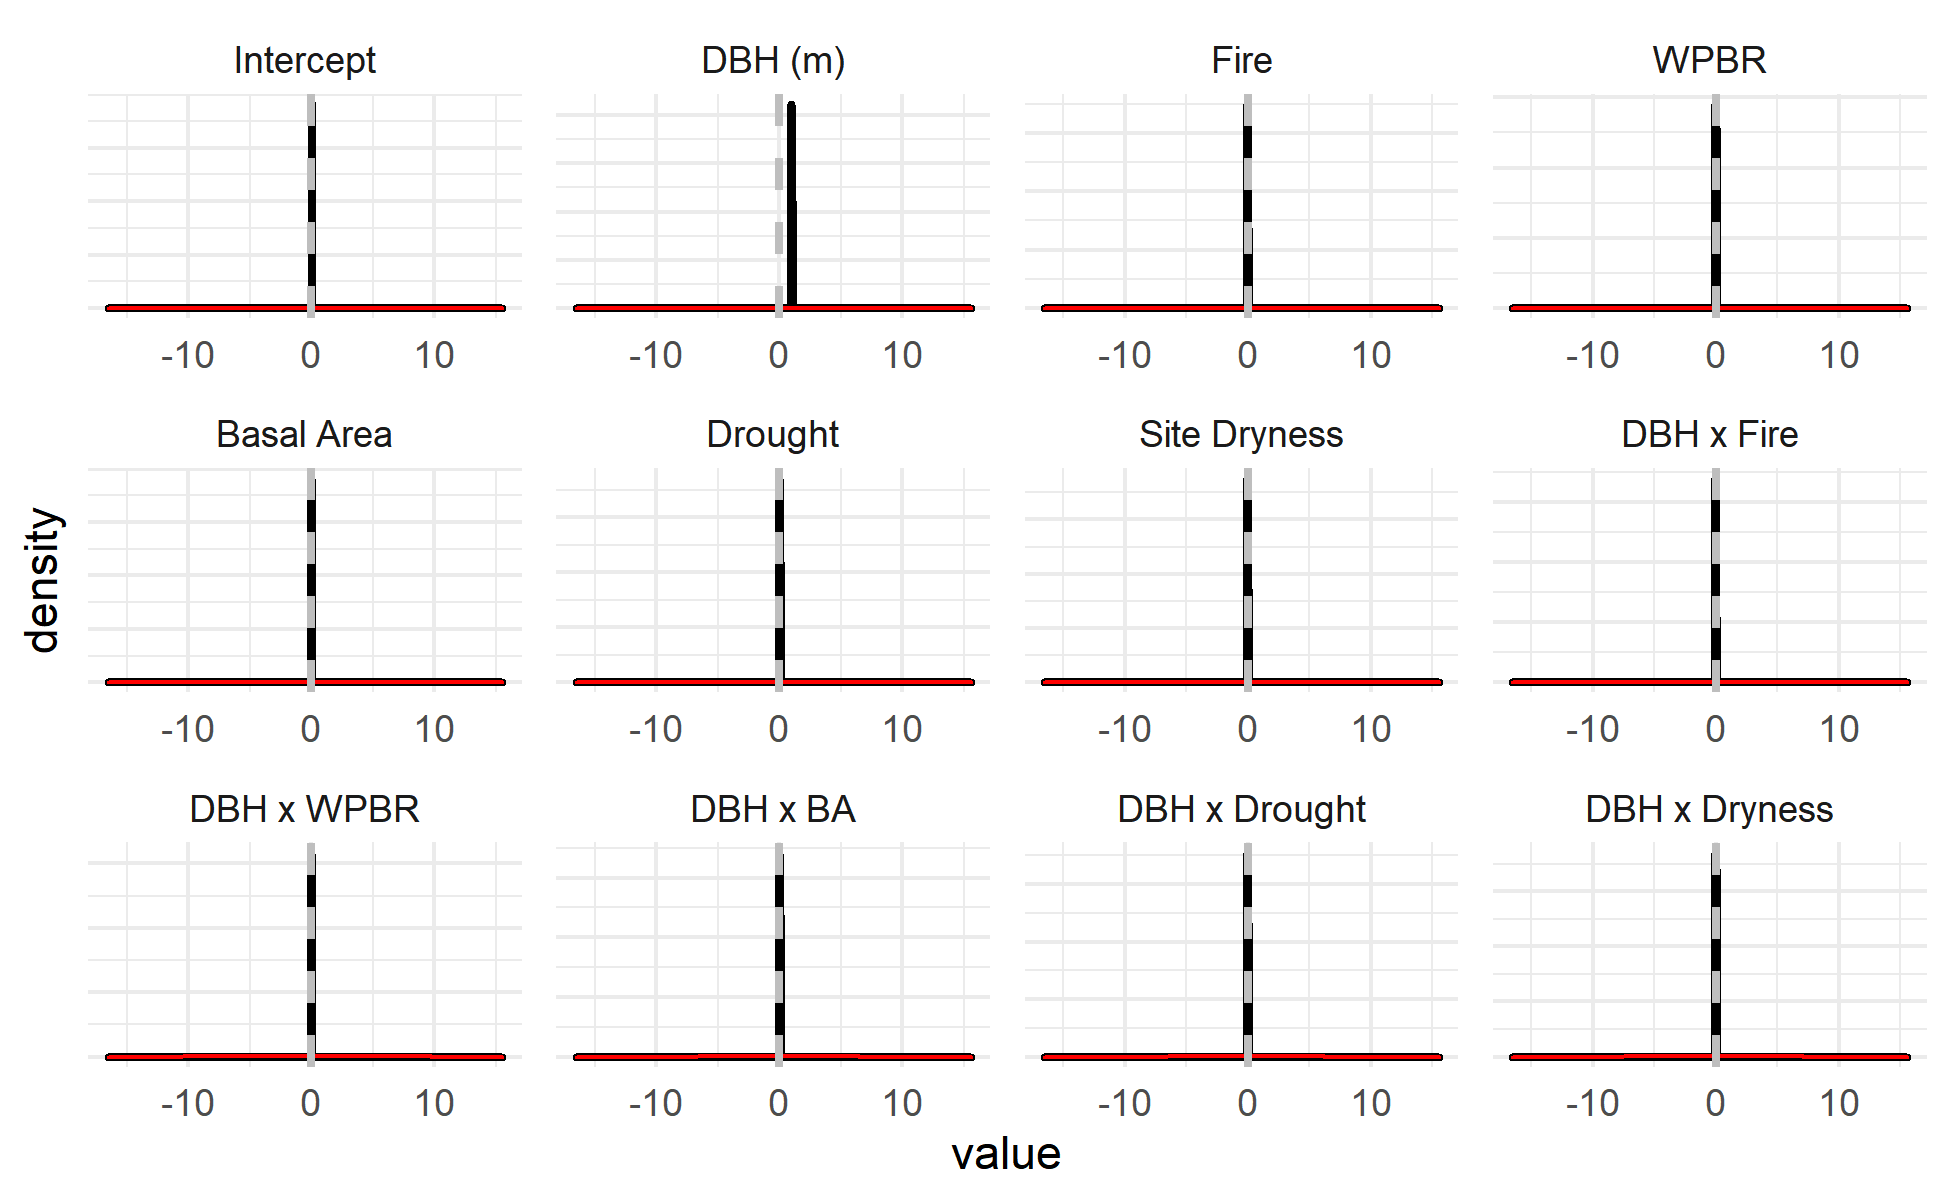 Intercept DBH (m) Fire WPBR
-10 0 10 -10 0 10 -10 0 10 -10 0 10
Basal Area Drought Site Dryness DBH x Fire
density
-10 0 10 -10 0 10 -10 0 10 -10 0 10
DBH x WPBR DBH x BA DBH x Drought DBH x Dryness
-10 0 10 -10 0 10 -10 0 10 -10 0 10
value